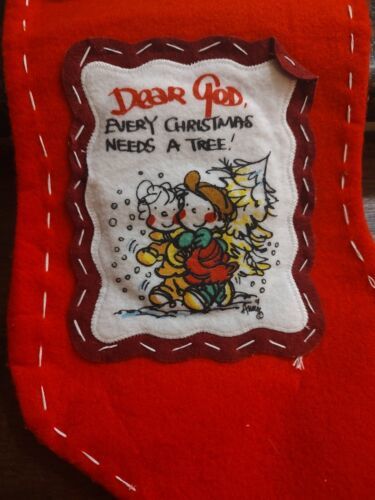 DEAR GOD,
EVERY CHRISTMAS
NEEDS A TREE!